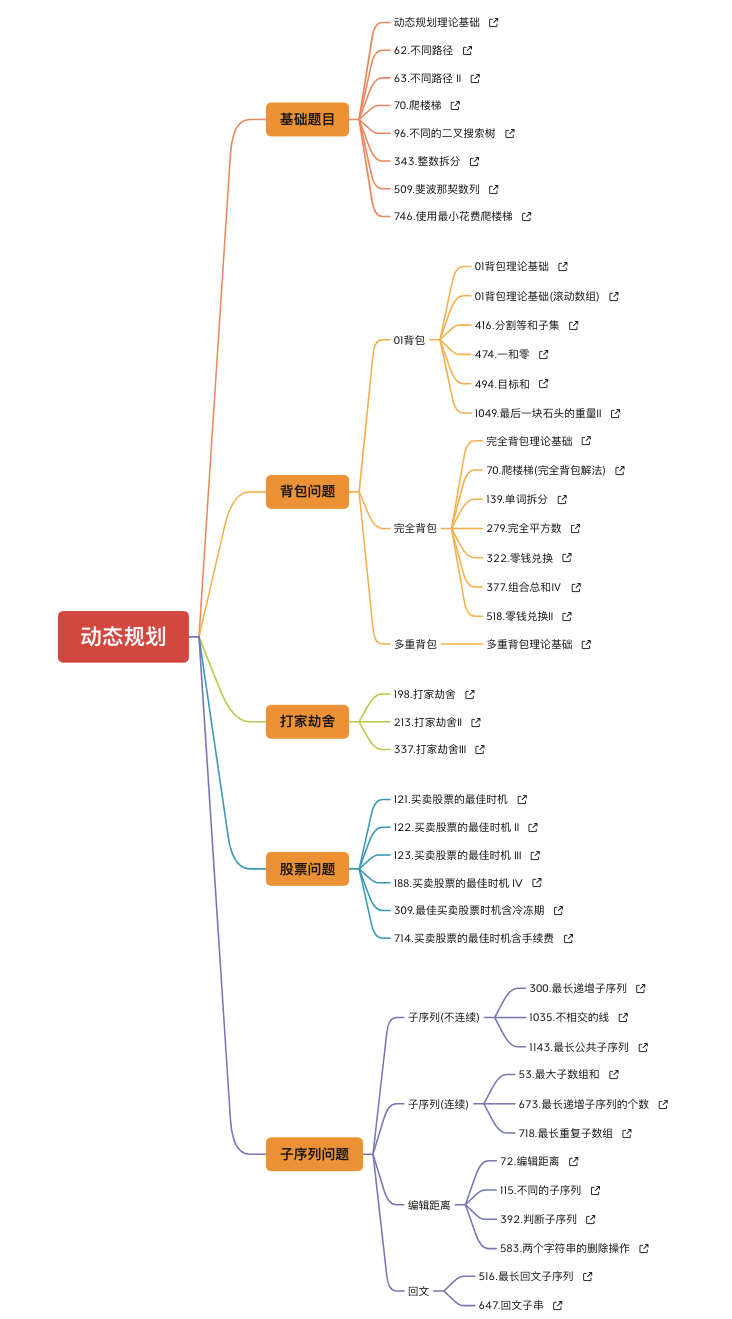 动态规划
基础题目
动态规划理论基础
62.不同路径
63.不同路径 II
70.爬楼梯
96.不同的二叉搜索树
343.整数拆分
509.斐波那契数列
746.使用最小花费爬楼梯
背包问题
01背包
01背包理论基础
01背包理论基础(滚动数组)
416.分割等和子集
474.一和零
494.目标和
1049.最后一块石头的重量II
完全背包
完全背包理论基础
70.爬楼梯(完全背包解法)
139.单词拆分
279.完全平方数
322.零钱兑换
377.组合总和IV
518.零钱兑换II
多重背包
多重背包理论基础
打家劫舍
198.打家劫舍
213.打家劫舍II
337.打家劫舍III
股票问题
121.买卖股票的最佳时机
122.买卖股票的最佳时机 II
123.买卖股票的最佳时机 III
188.买卖股票的最佳时机 IV
309.最佳买卖股票时机含冷冻期
714.买卖股票的最佳时机含手续费
子序列问题
子序列(不连续)
300.最长递增子序列
1035.不相交的线
1143.最长公共子序列
子序列(连续)
53.最大子数组和
673.最长递增子序列的个数
718.最长重复子数组
编辑距离
72.编辑距离
115.不同的子序列
392.判断子序列
583.两个字符串的删除操作
回文
516.最长回文子序列
647.回文子串